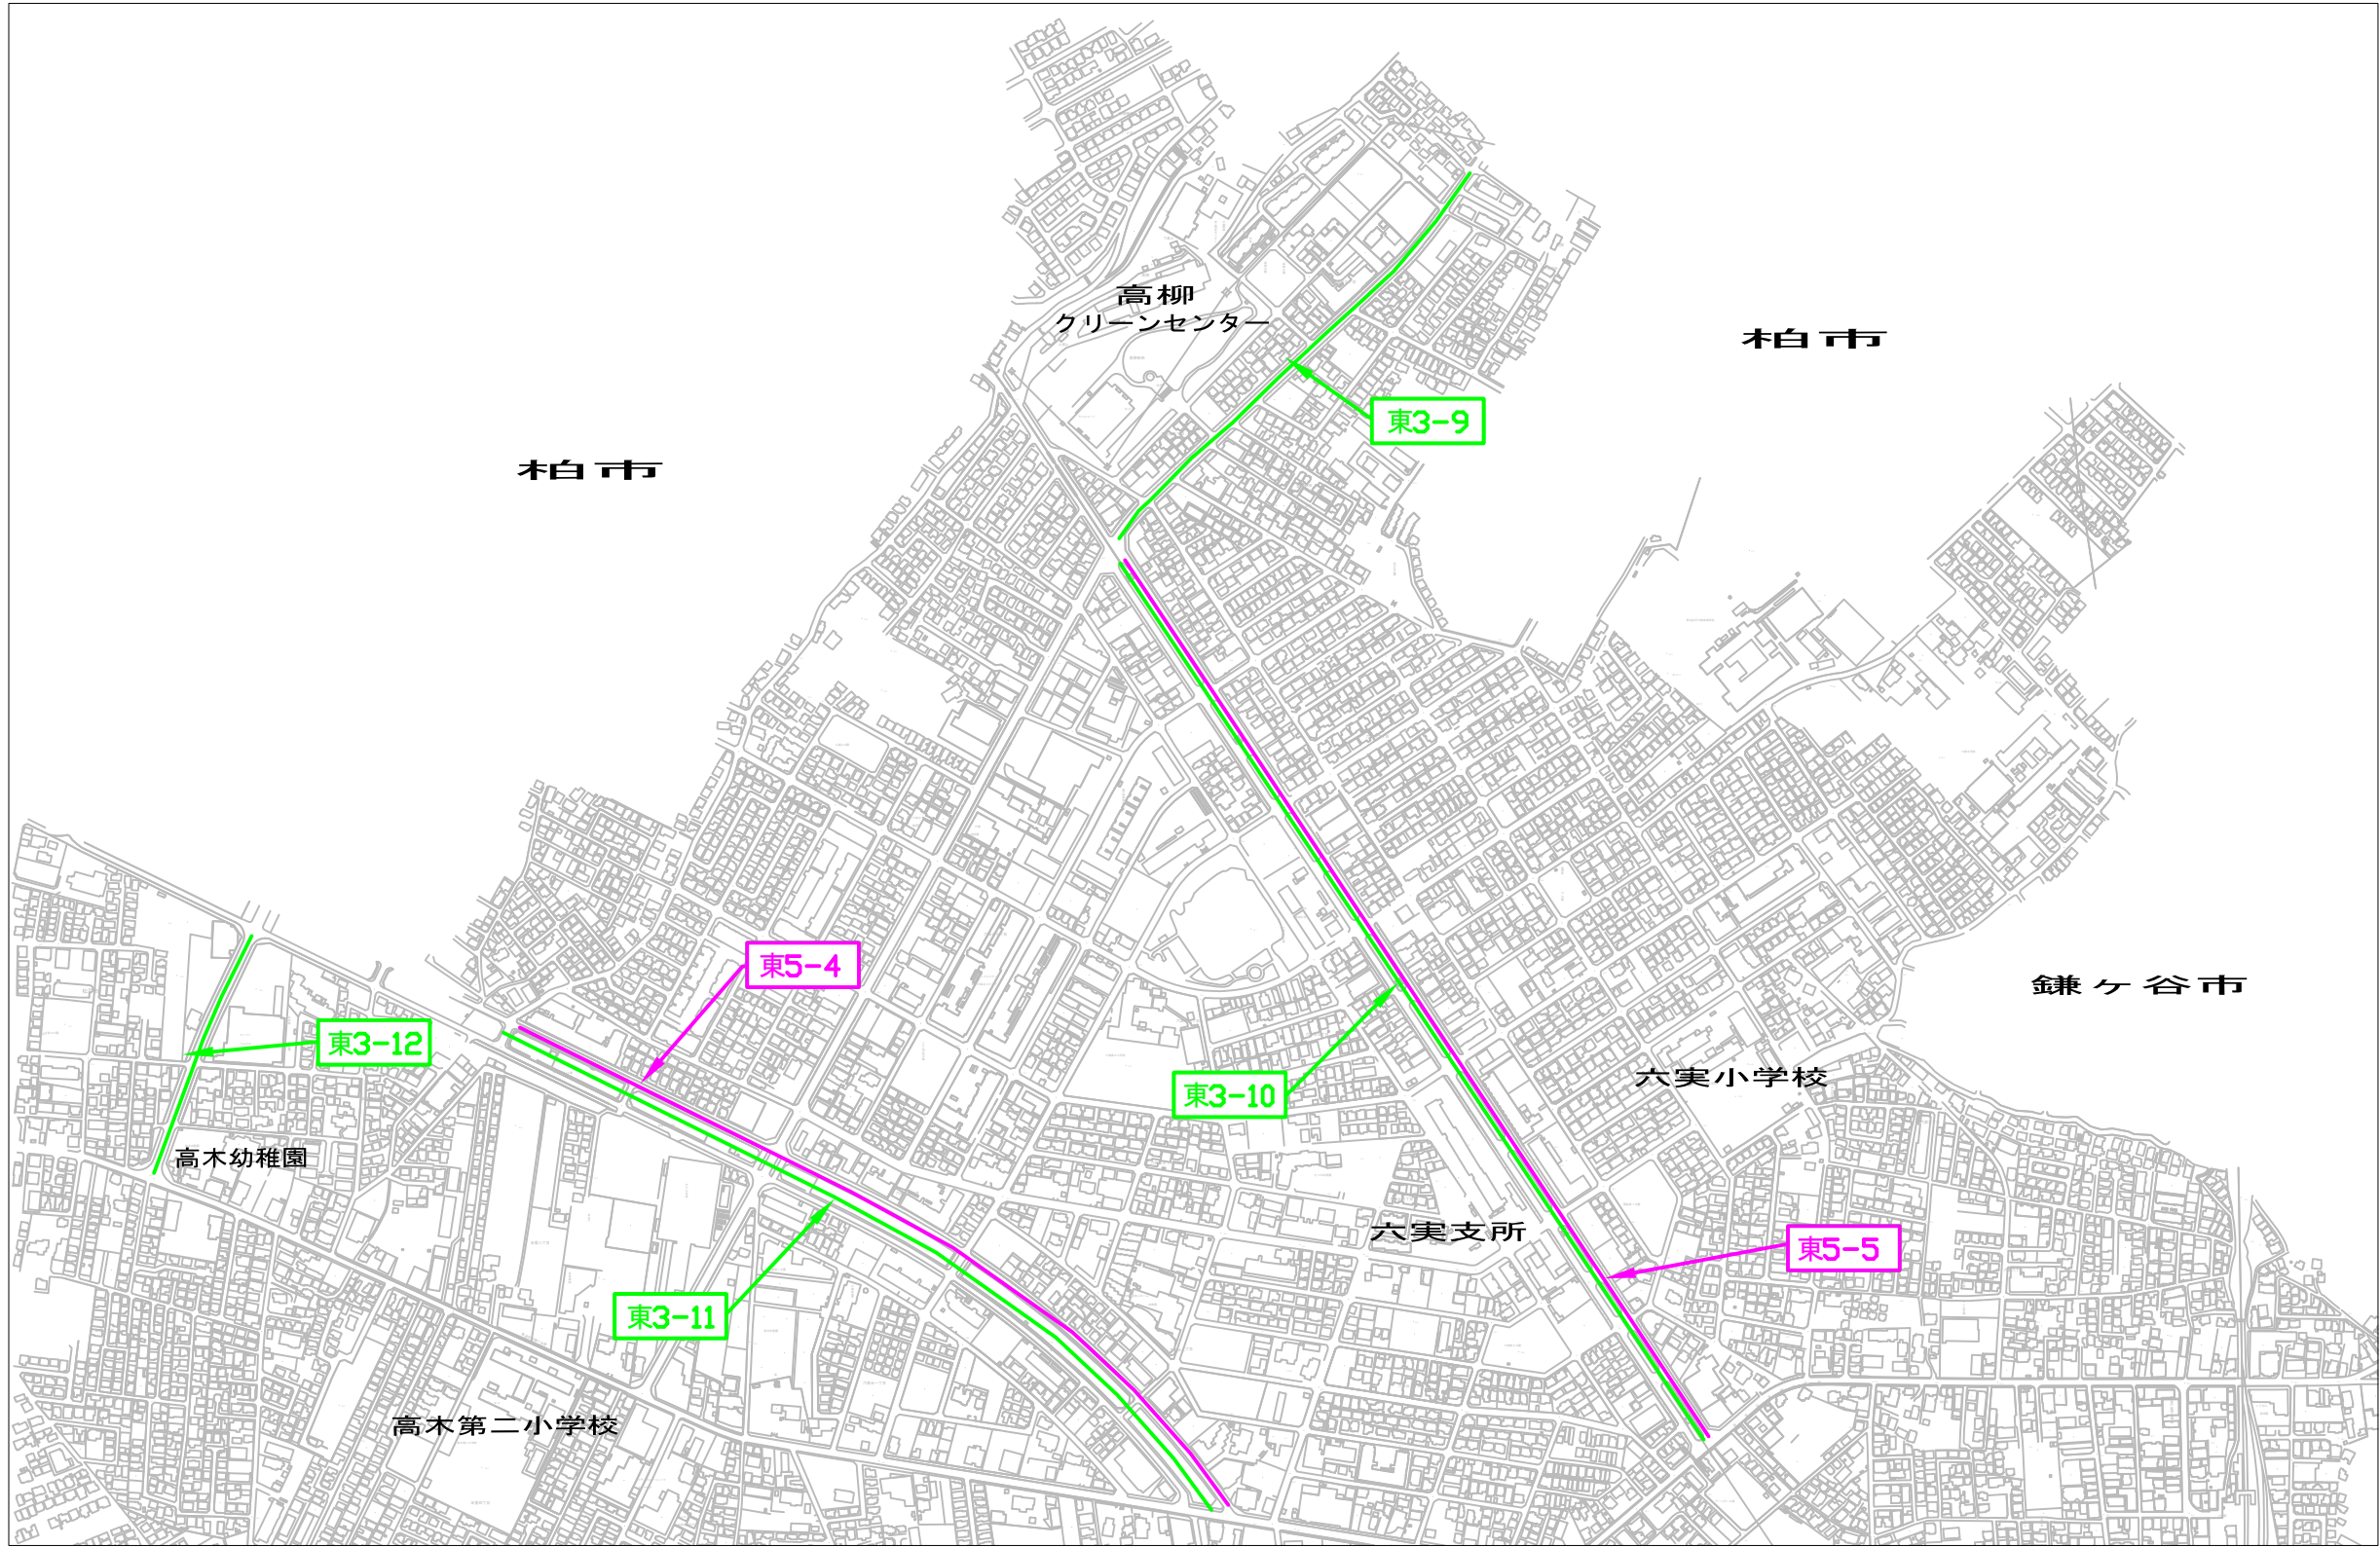 高柳
クリーンセンター
柏市
東3-9
柏市
東5-4
鎌ヶ谷市
東3-12
六実小学校
東3-10
高木幼稚園
六実支所
東5-5
東3-11
高木第二小学校